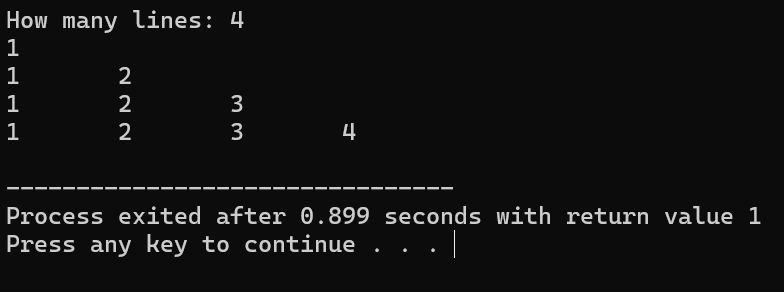 How many lines: 4
1
1       2
1       2       3
1       2       3       4
--------------------------------
Process exited after 0.899 seconds with return value 1
Press any key to continue . . .